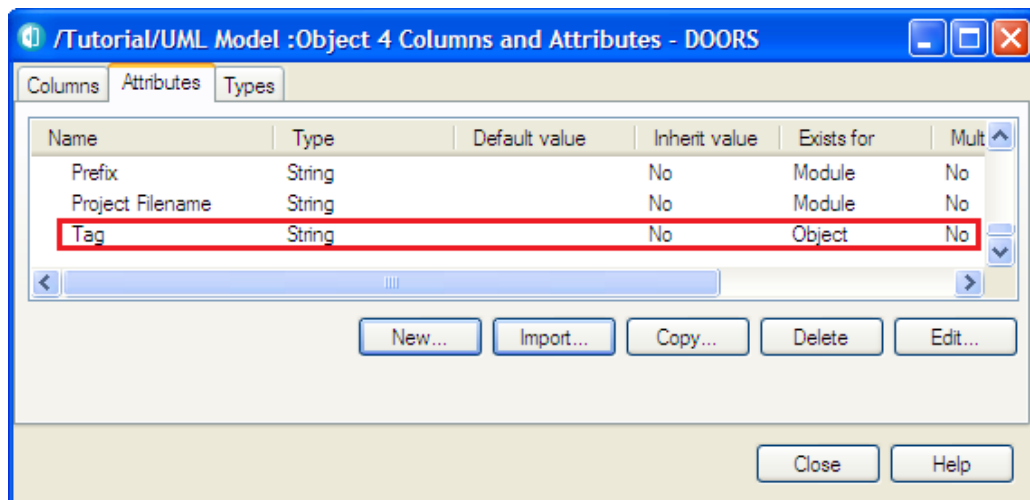 /Tutorial/UML Model :Object 4 Columns and Attributes - DOORS
Columns Attributes Types
Name Type Default value Inherit value Exists for Mult
Prefix String No Module No
Project Filename String No Module No
Tag String No Object No
New... Import... Copy... Delete Edit...
Close Help